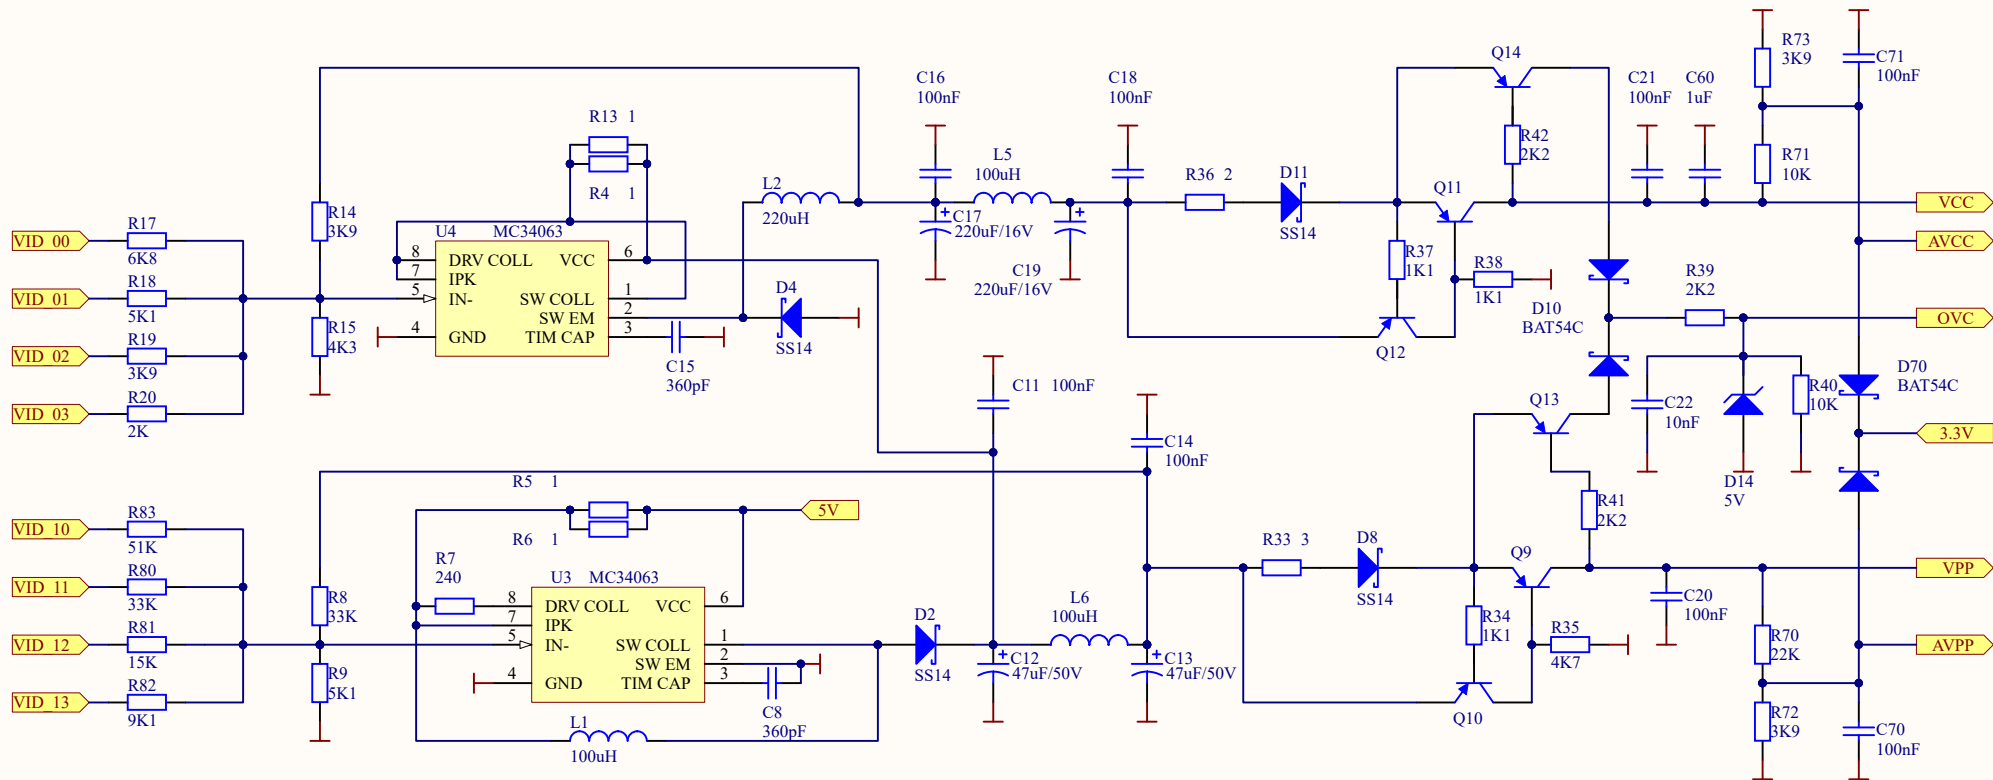 VID_00
R17
6K8
VID_01
R18
5K1
VID_02
R19
3K9
VID_03
R20
2K
R14
3K9
R15
4K3
R13 1
R4 1
U4 MC34063
8 DRV COLL VCC 6
7 IPK
5 IN- SW COLL 1
SW EM 2
4 GND TIM CAP 3
C15
360pF
D4
SS14
L2
220uH
C16
100nF
C17
220uF/16V
L5
100uH
C19
220uF/16V
C18
100nF
R36 2
D11
SS14
Q14
R42
2K2
Q11
R37
1K1
R38
1K1
Q12
C21
100nF
C60
1uF
R73
3K9
R71
10K
C71
100nF
VCC
AVCC
D10
BAT54C
R39
2K2
OVC
C22
10nF
D14
5V
R40
10K
D70
BAT54C
3.3V
C11 100nF
C14
100nF
VID_10
R83
51K
VID_11
R80
33K
VID_12
R81
15K
VID_13
R82
9K1
R8
33K
R9
5K1
R5 1
R6 1
5V
R7
240
U3 MC34063
8 DRV COLL VCC 6
7 IPK
5 IN- SW COLL 1
SW EM 2
4 GND TIM CAP 3
C8
360pF
L1
100uH
D2
SS14
C12
47uF/50V
L6
100uH
C13
47uF/50V
R33 3
D8
SS14
Q13
R41
2K2
Q9
R34
1K1
R35
4K7
Q10
C20
100nF
R70
22K
R72
3K9
C70
100nF
VPP
AVPP